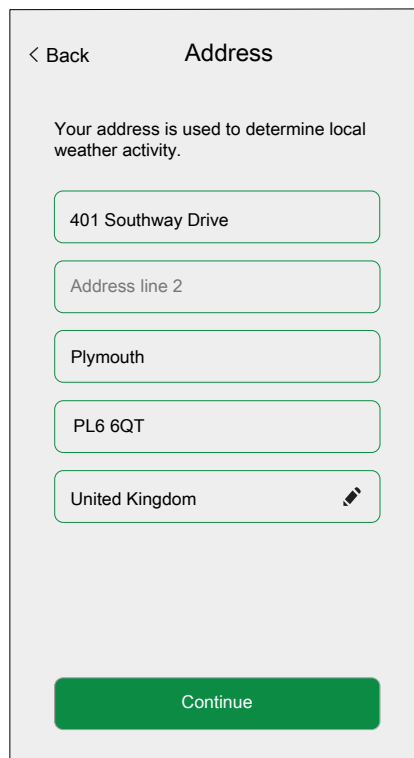 < Back
Address
Your address is used to determine local
weather activity.
401 Southway Drive
Address line 2
Plymouth
PL6 6QT
United Kingdom
Continue